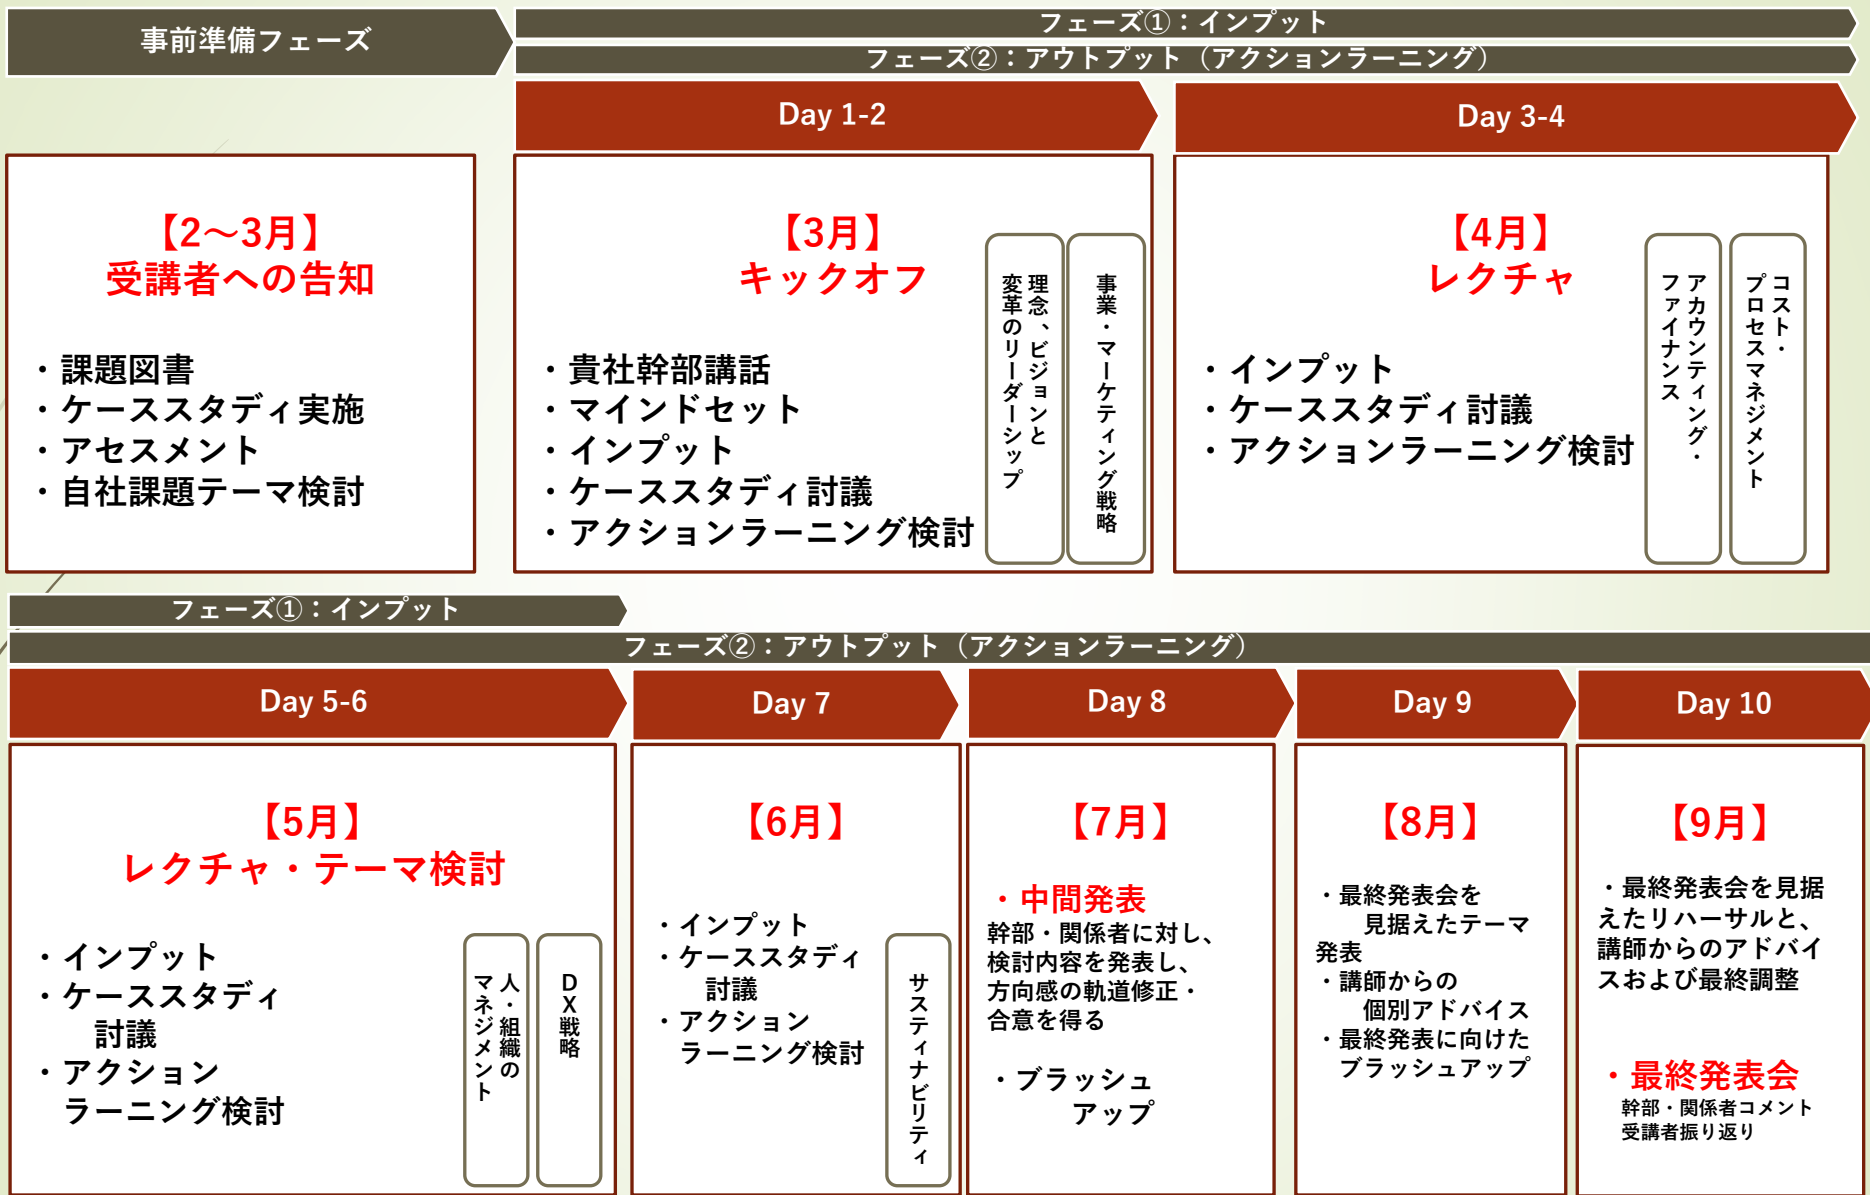 事前準備フェーズ
フェーズ①：インプット
フェーズ②：アウトプット（アクションラーニング）
Day 1-2
Day 3-4
【2～3月】
受講者への告知
・課題図書
・ケーススタディ実施
・アセスメント
・自社課題テーマ検討
【3月】
キックオフ
・貴社幹部講話
・マインドセット
・インプット
・ケーススタディ討議
・アクションラーニング検討
理念、ビジョンと
変革のリーダーシップ
事業・マーケティング戦略
【4月】
レクチャ
・インプット
・ケーススタディ討議
・アクションラーニング検討
アカウンティング・
ファイナンス
コスト・
プロセスマネジメント
フェーズ①：インプット
フェーズ②：アウトプット（アクションラーニング）
Day 5-6
Day 7
Day 8
Day 9
Day 10
【5月】
レクチャ・テーマ検討
・インプット
・ケーススタディ
討議
・アクション
ラーニング検討
人・組織の
マネジメント
DX戦略
【6月】
・インプット
・ケーススタディ
討議
・アクション
ラーニング検討
サスティナビリティ
【7月】
・中間発表
幹部・関係者に対し、
検討内容を発表し、
方向感の軌道修正・
合意を得る
・ブラッシュ
アップ
【8月】
・最終発表会を
見据えたテーマ
発表
・講師からの
個別アドバイス
・最終発表に向けた
ブラッシュアップ
【9月】
・最終発表会を見据
えたリハーサルと、
講師からのアドバイ
スおよび最終調整
・最終発表会
幹部・関係者コメント
受講者振り返り